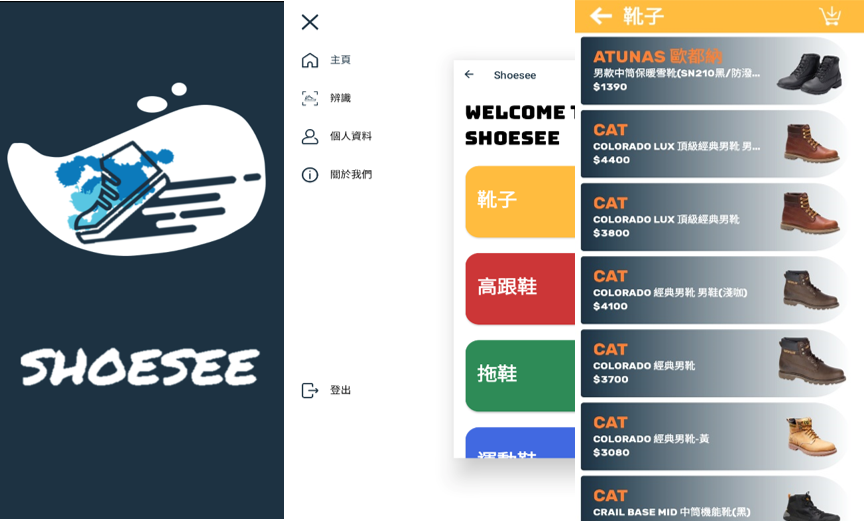 SHOESEE
主頁
辨識
個人資料
關於我們
登出
Shoesee
WELCOME
SHOESEE
靴子
高跟鞋
拖鞋
運動鞋
靴子
ATUNAS 歐都納
男款中筒保暖雪靴(SN210黑/防潑...
$1390
CAT
COLORADO LUX 頂級經典男靴 男...
$4400
CAT
COLORADO LUX 頂級經典男靴
$3800
CAT
COLORADO 經典男靴 男鞋(淺咖)
$4100
CAT
COLORADO 經典男靴
$3700
CAT
COLORADO 經典男靴-黃
$3080
CAT
CRAIL BASE MID 中筒機能靴(黑)